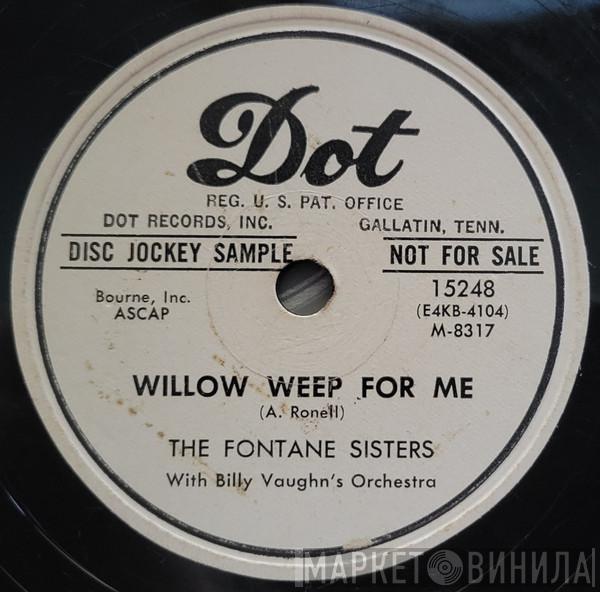 Dot
REG. U. S. PAT. OFFICE
DOT RECORDS, INC. GALLATIN, TENN.
DISC JOCKEY SAMPLE NOT FOR SALE
Bourne, Inc.
ASCAP
15248
(E4KB-4104)
M-8317
WILLOW WEEP FOR ME
(A. Ronell)
THE FONTANE SISTERS
With Billy Vaughn's Orchestra
МАРКЕТ ВИНИЛА